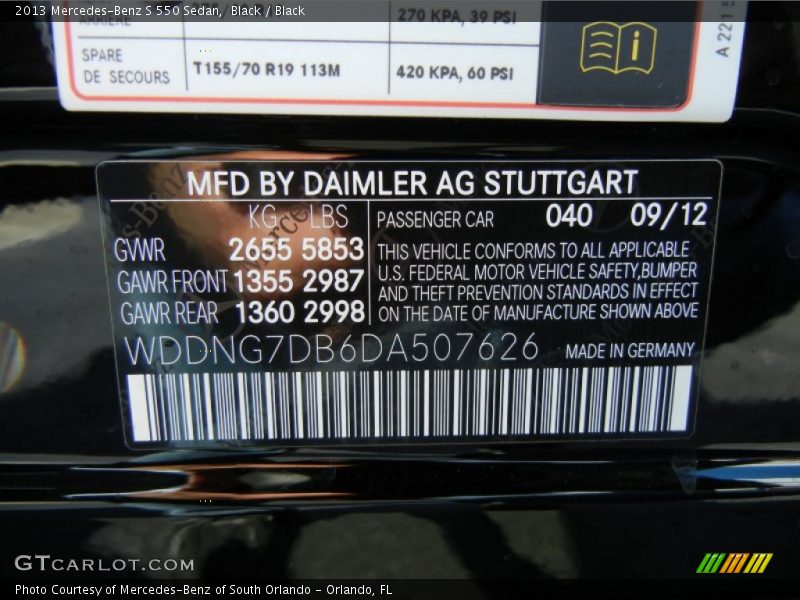 2013 Mercedes-Benz S 550 Sedan, Black / Black
ARRIÈRE 270 KPA, 39 PSI
SPARE
DE SECOURS T155/70 R19 113M 420 KPA, 60 PSI
A 221 5
MFD BY DAIMLER AG STUTTGART
KG LBS PASSENGER CAR 040 09/12
GVWR 2655 5853 THIS VEHICLE CONFORMS TO ALL APPLICABLE
GAWR FRONT 1355 2987 U.S. FEDERAL MOTOR VEHICLE SAFETY,BUMPER
AND THEFT PREVENTION STANDARDS IN EFFECT
GAWR REAR 1360 2998 ON THE DATE OF MANUFACTURE SHOWN ABOVE
WDDNG7DB6DA507626 MADE IN GERMANY
GTCARLOT.COM
Photo Courtesy of Mercedes-Benz of South Orlando - Orlando, FL